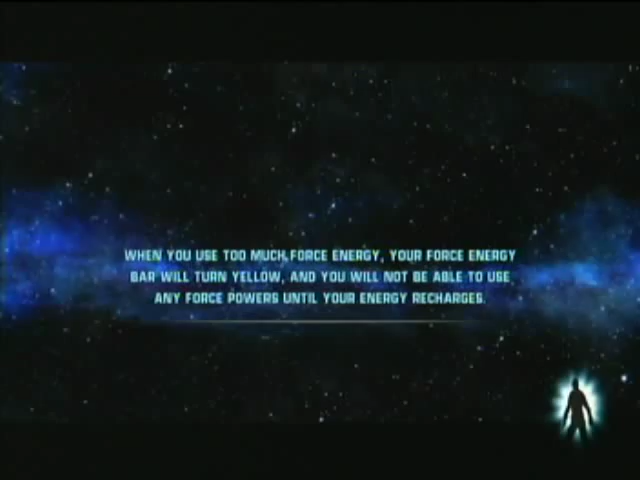 WHEN YOU USE TOO MUCH FORCE ENERGY, YOUR FORCE ENERGY
BAR WILL TURN YELLOW, AND YOU WILL NOT BE ABLE TO USE
ANY FORCE POWERS UNTIL YOUR ENERGY RECHARGES.